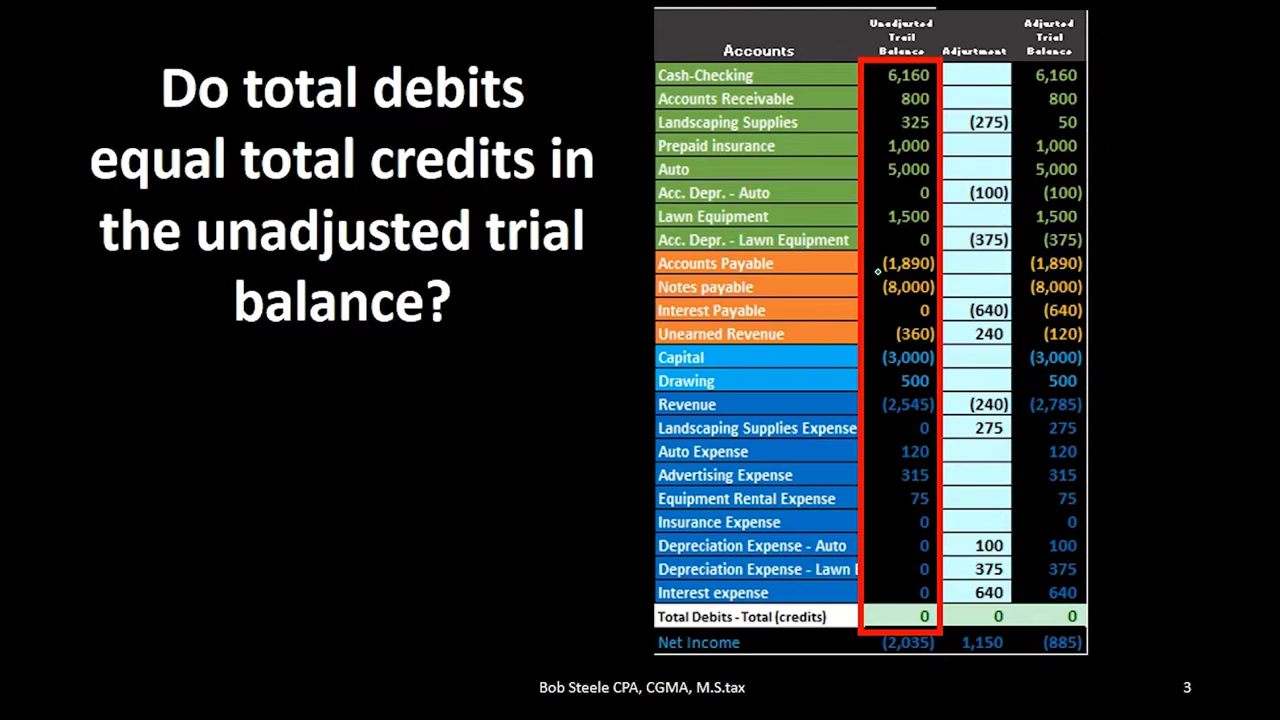 Do total debits
equal total credits in
the unadjusted trial
balance?
Accounts Unadjusted Trail Balance Adjustment Adjusted Trial Balance
Cash-Checking 6,160 6,160
Accounts Receivable 800 800
Landscaping Supplies 325 (275) 50
Prepaid insurance 1,000 1,000
Auto 5,000 5,000
Acc. Depr. - Auto 0 (100) (100)
Lawn Equipment 1,500 1,500
Acc. Depr. - Lawn Equipment 0 (375) (375)
Accounts Payable (1,890) (1,890)
Notes payable (8,000) (8,000)
Interest Payable 0 (640) (640)
Unearned Revenue (360) 240 (120)
Capital (3,000) (3,000)
Drawing 500 500
Revenue (2,545) (240) (2,785)
Landscaping Supplies Expense 0 275 275
Auto Expense 120 120
Advertising Expense 315 315
Equipment Rental Expense 75 75
Insurance Expense 0 0
Depreciation Expense - Auto 0 100 100
Depreciation Expense - Lawn E 0 375 375
Interest expense 0 640 640
Total Debits - Total (credits) 0 0 0
Net Income (2,035) 1,150 (885)
Bob Steele CPA, CGMA, M.S.tax 3